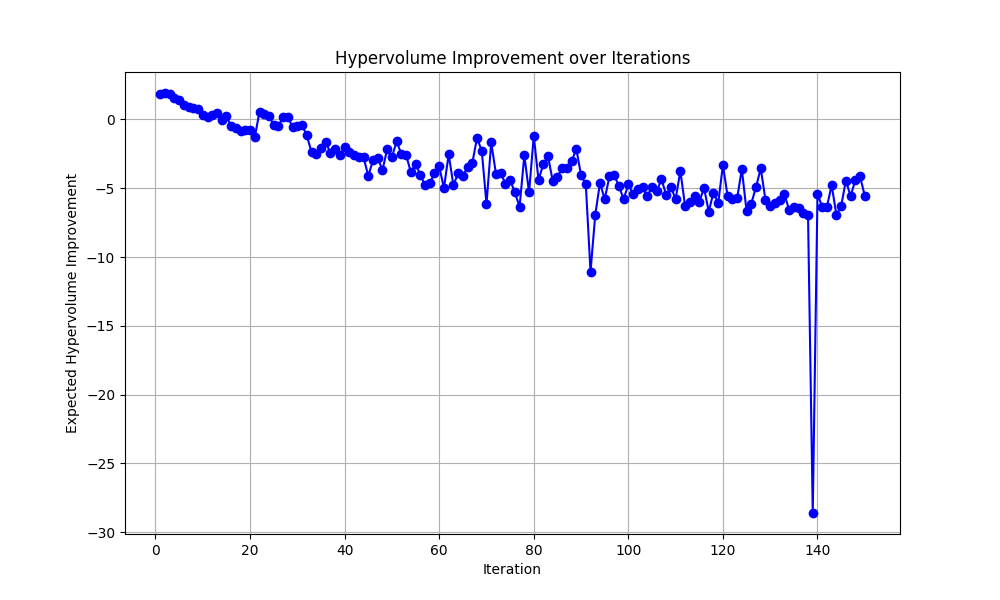 Hypervolume Improvement over Iterations
Expected Hypervolume Improvement
0
−5
−10
−15
−20
−25
−30
0 20 40 60 80 100 120 140
Iteration